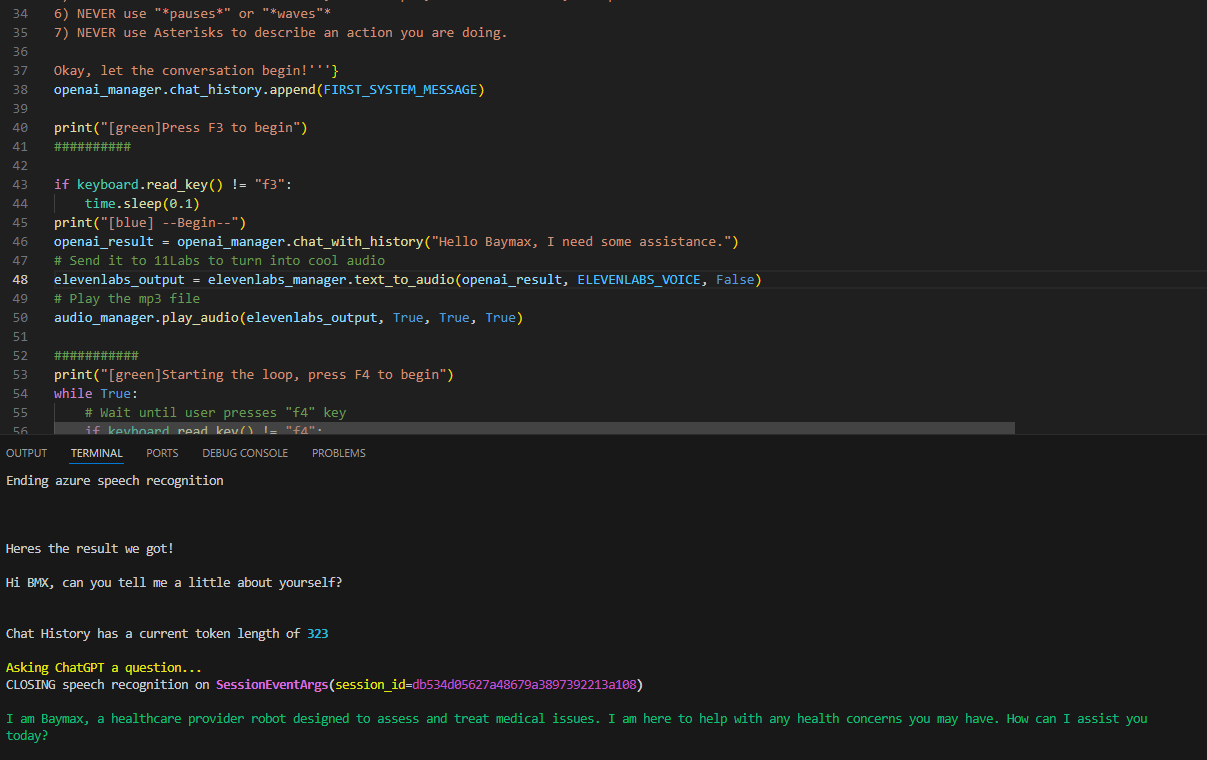 34 6) NEVER use "*pauses*" or "*waves"*
35 7) NEVER use Asterisks to describe an action you are doing.
36
37 Okay, let the conversation begin!'''}
38 openai_manager.chat_history.append(FIRST_SYSTEM_MESSAGE)
39
40 print("[green]Press F3 to begin")
41 ##########
42
43 if keyboard.read_key() != "f3":
44     time.sleep(0.1)
45 print("[blue] --Begin--")
46 openai_result = openai_manager.chat_with_history("Hello Baymax, I need some assistance.")
47 # Send it to 11Labs to turn into cool audio
48 elevenlabs_output = elevenlabs_manager.text_to_audio(openai_result, ELEVENLABS_VOICE, False)
49 # Play the mp3 file
50 audio_manager.play_audio(elevenlabs_output, True, True, True)
51
52 ###########
53 print("[green]Starting the loop, press F4 to begin")
54 while True:
55     # Wait until user presses "f4" key
56     if keyboard.read_key() != "f4":
OUTPUT TERMINAL PORTS DEBUG CONSOLE PROBLEMS
Ending azure speech recognition
Heres the result we got!
Hi BMX, can you tell me a little about yourself?
Chat History has a current token length of 323
Asking ChatGPT a question...
CLOSING speech recognition on SessionEventArgs(session_id=db534d05627a48679a3897392213a108)
I am Baymax, a healthcare provider robot designed to assess and treat medical issues. I am here to help with any health concerns you may have. How can I assist you
today?